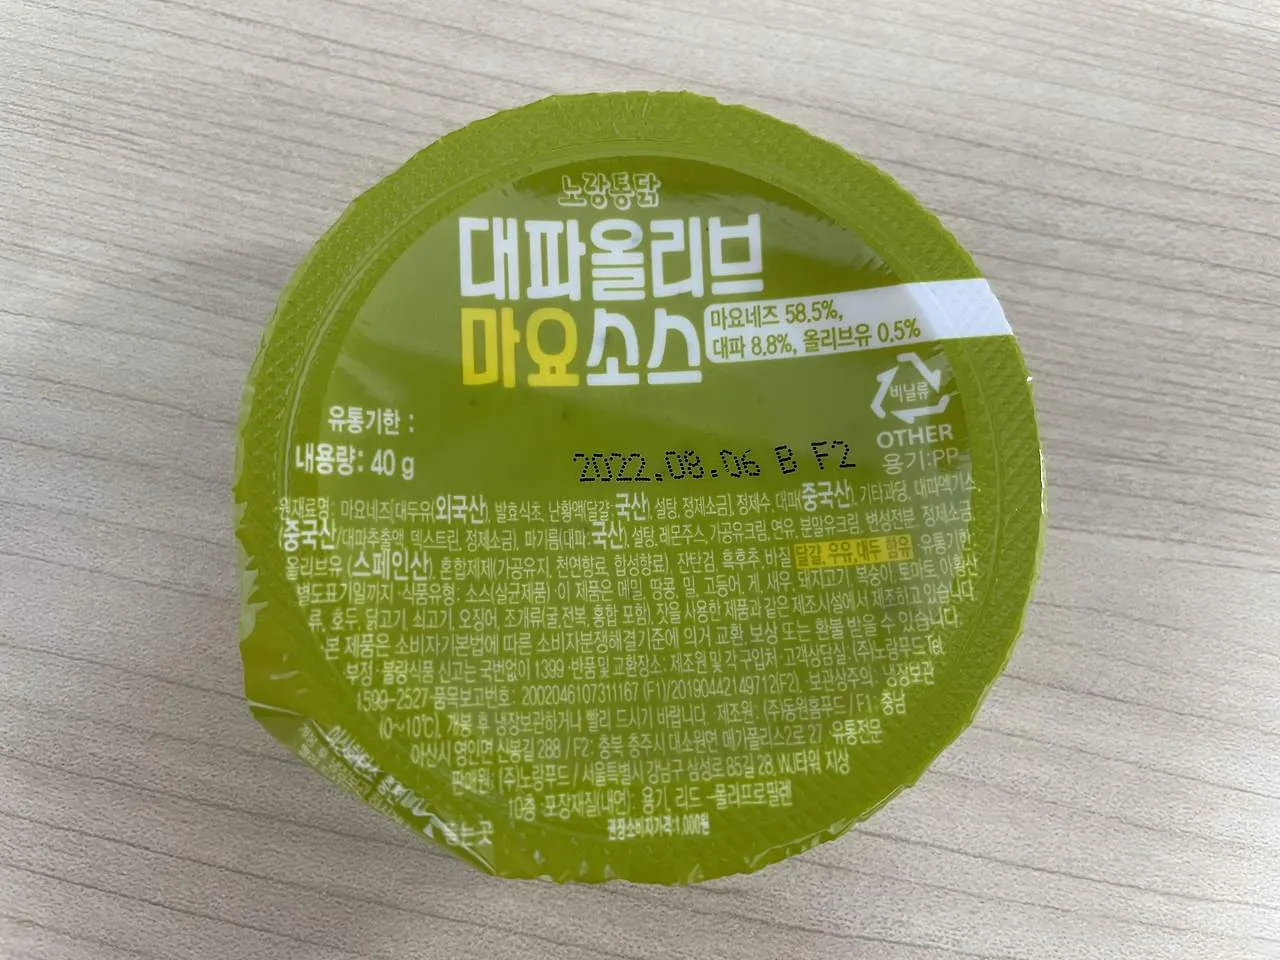 노랑통닭
대파올리브
마요소스
마요네즈 58.5%,
대파 8.8%, 올리브유 0.5%
비닐류
OTHER
용기:PP
유통기한 :
내용량: 40 g
2022.08.06 B F2
원재료명: 마요네즈[대두유(외국산), 발효식초, 난황액(달걀:국산), 설탕, 정제소금], 정제수, 대파(중국산), 기타과당, 대파엑기스,
중국산/대파추출액, 덱스트린, 정제소금), 파기름(대파:국산), 설탕, 레몬주스, 가공유크림, 연유, 분말유크림, 변성전분, 정제소금,
올리브유 (스페인산), 혼합제제(가공유지, 천연향료, 합성향료), 잔탄검, 후추후, 바질 달걀, 우유, 대두 함유 유통기한:
별도표기일까지 ·식품유형: 소스(살균제품) ·이 제품은 메밀, 땅콩, 밀, 고등어, 게, 새우, 돼지고기, 복숭아, 토마토, 아황산
류, 호두, 닭고기, 쇠고기, 오징어, 조개류(굴,전복, 홍합 포함), 잣을 사용한 제품과 같은 제조시설에서 제조하고 있습니다.
본 제품은 소비자기본법에 따른 소비자분쟁해결기준에 의거 교환, 보상 또는 환불 받을 수 있습니다.
부정·불량식품 신고는 국번없이 1399 ·반품 및 교환장소: 제조원 및 각 구입처 ·고객상담실: (주)노랑푸드
1599-2527 ·품목보고번호: 2002046107311167 (F1)/20190442149712(F2), 보관상주의: 냉장보관
(0~10℃), 개봉 후 냉장보관하거나 빨리 드시기 바랍니다. 제조원: (주)동원홈푸드 / F1: 충남
아산시 영인면 신봉길 288 / F2: 충북 충주시 대소원면 메가폴리스2로 27 ·유통전문
판매원: (주)노랑푸드 / 서울특별시 강남구 삼성로 85길 28, WJ타워 지상
10층 ·포장재질(내면): 용기, 리드 -폴리프로필렌
권장소비자가격:1,000원
뜯는곳